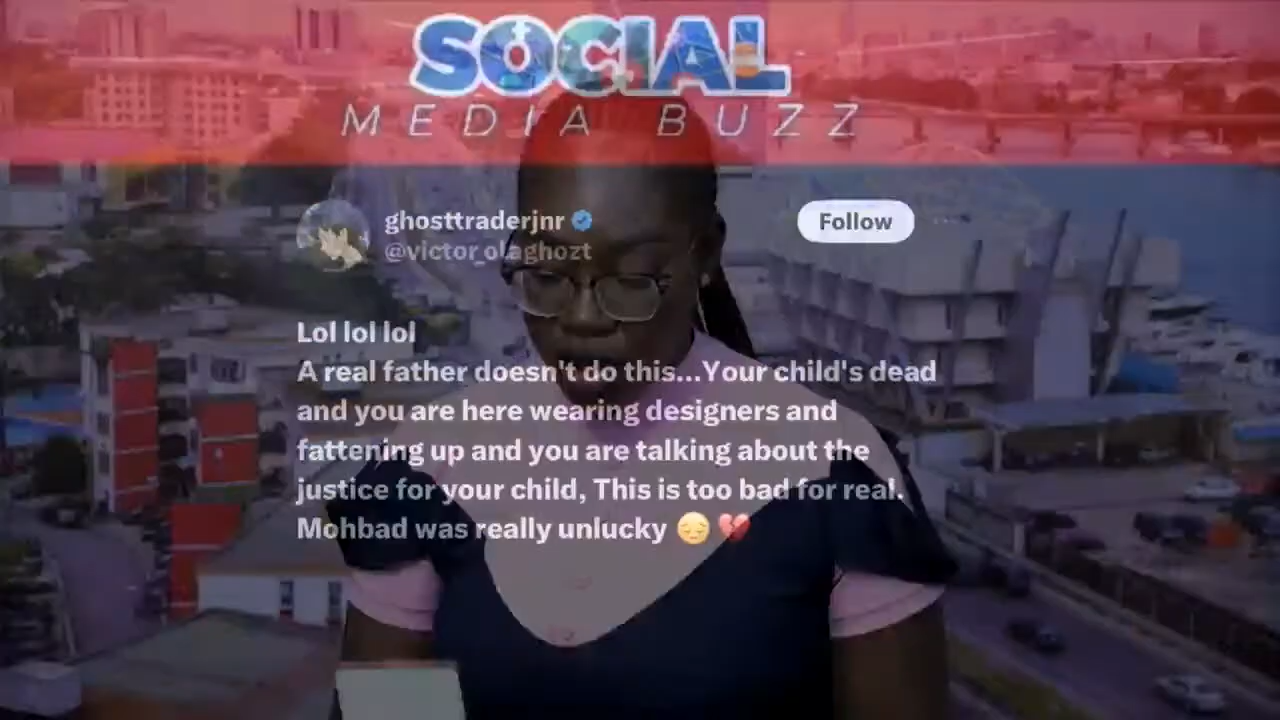 SOCIAL
MEDIA BUZZ
ghosttraderjnr
@victor_olaghozt
Follow
Lol lol lol
A real father doesn't do this...Your child's dead
and you are here wearing designers and
fattening up and you are talking about the
justice for your child, This is too bad for real.
Mohbad was really unlucky 😔💔